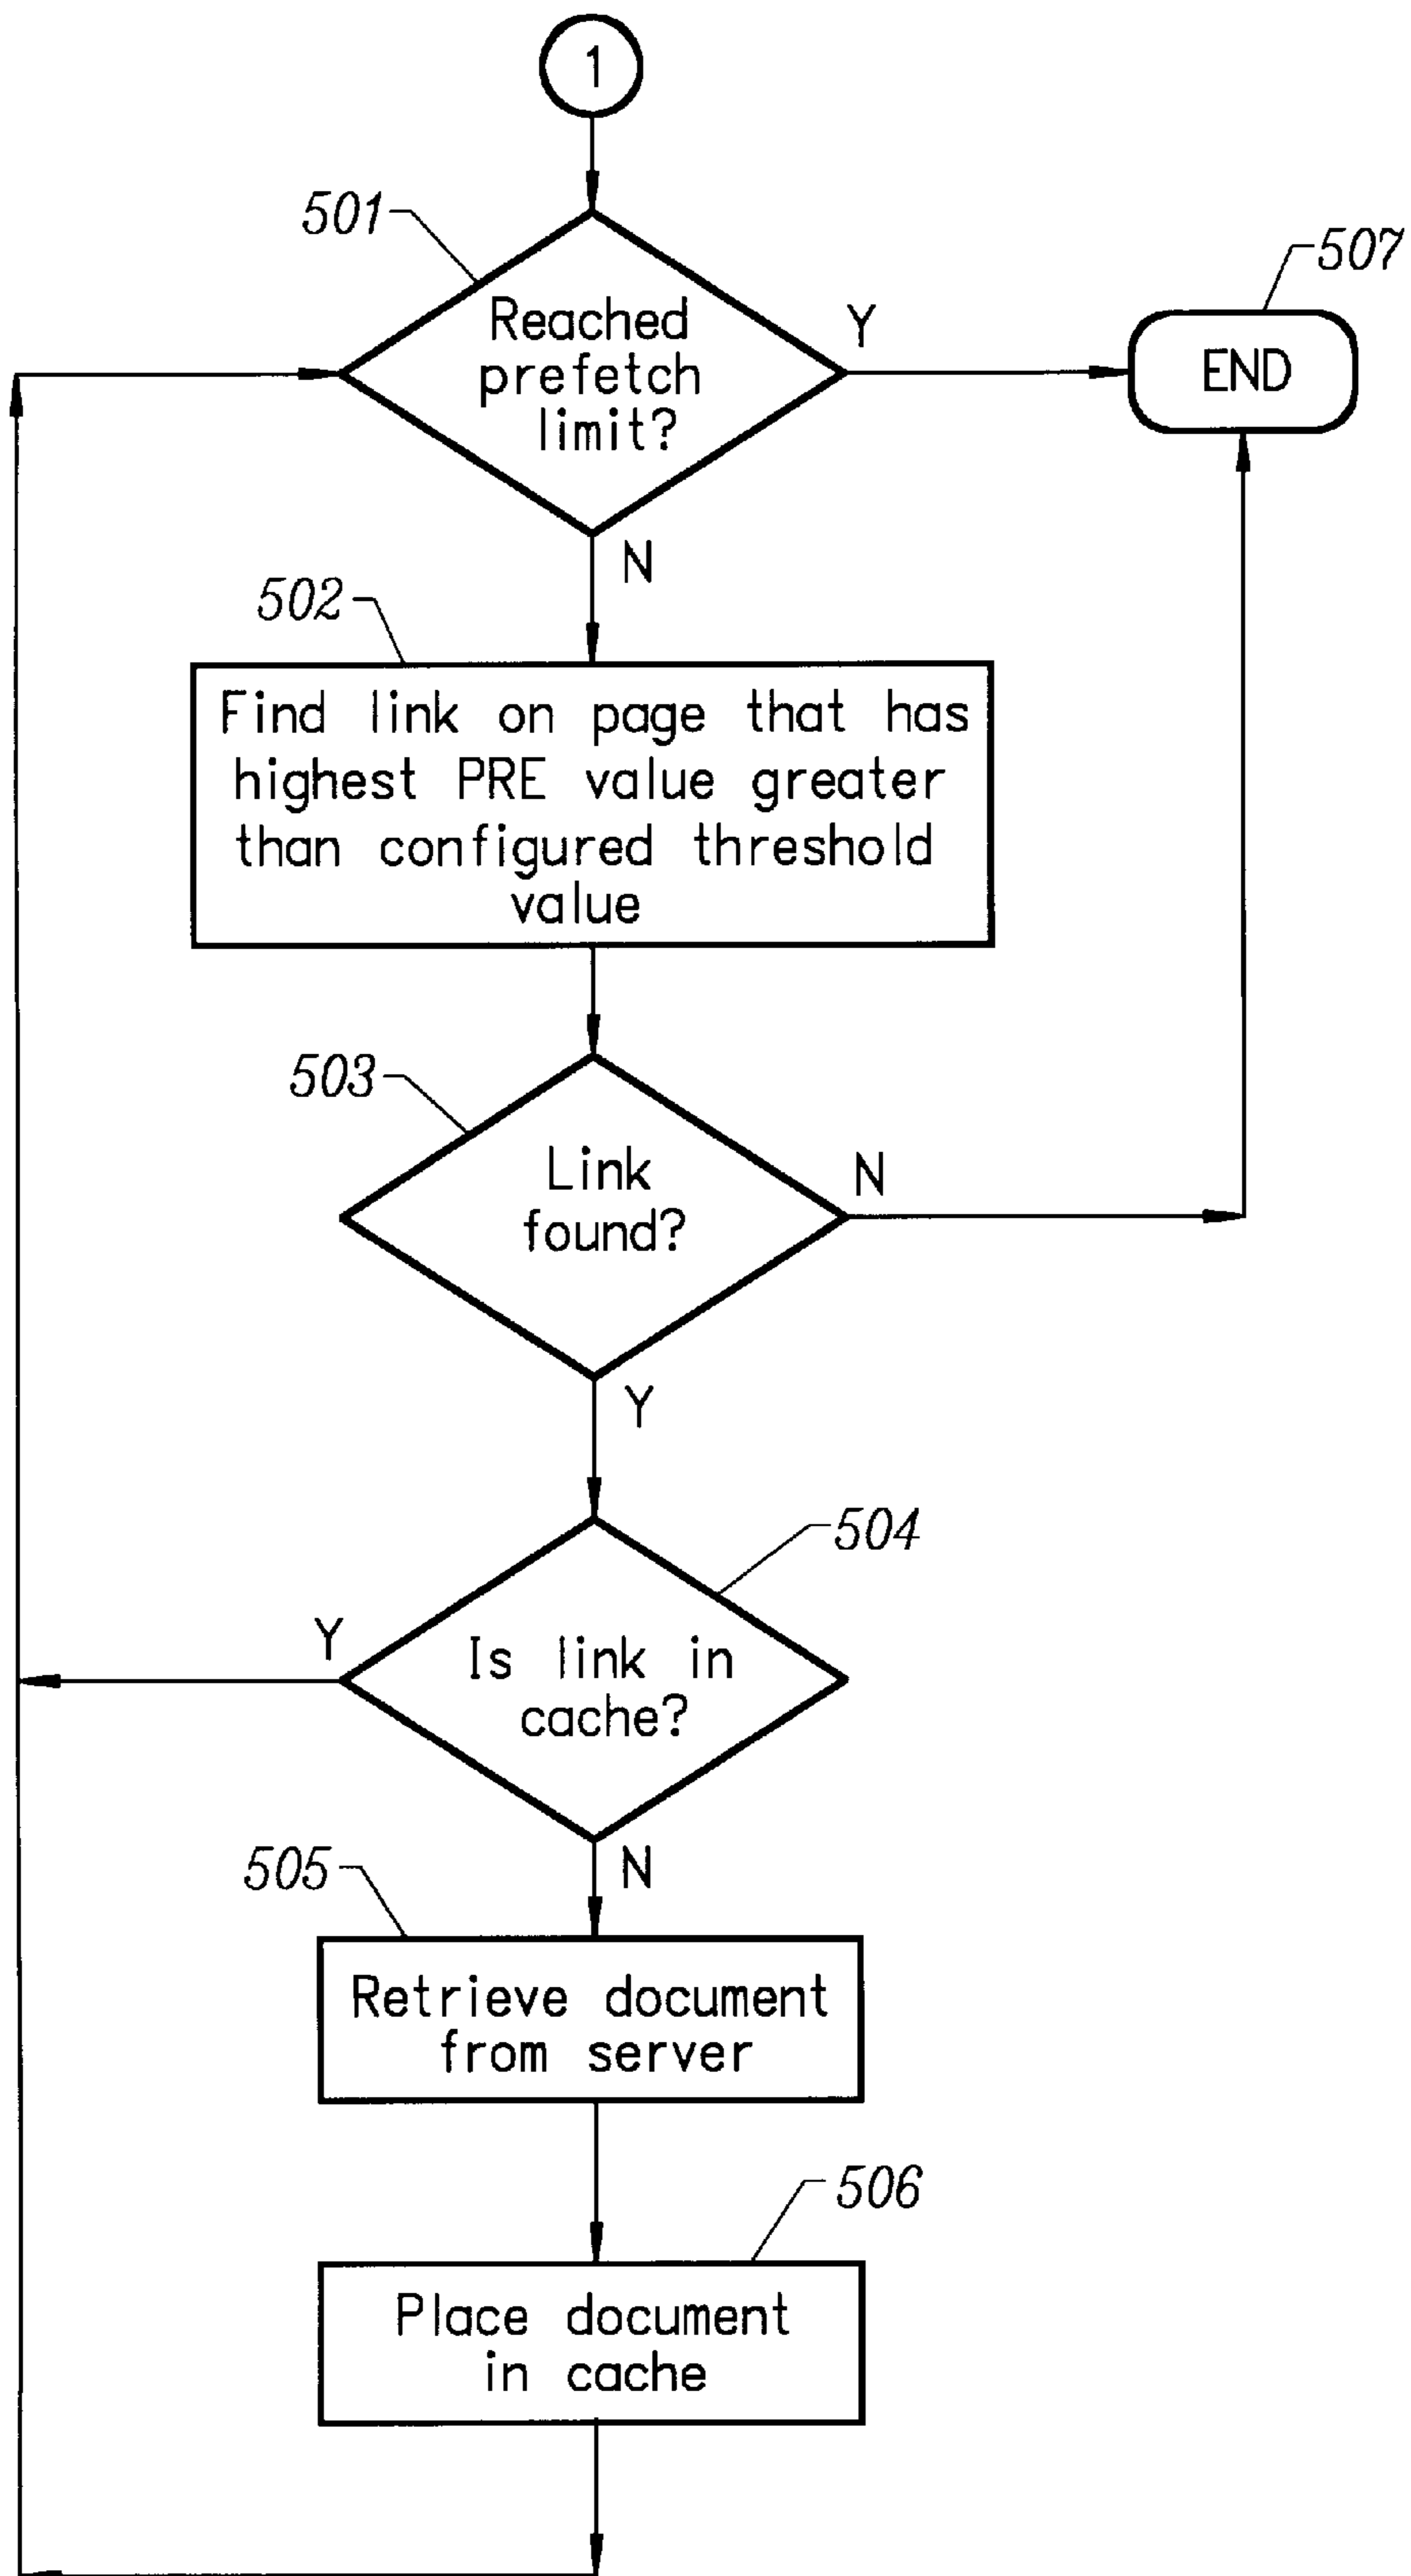 1
501
507
Reached
prefetch
limit?
Y
END
N
502
Find link on page that has
highest PRE value greater
than configured threshold
value
503
Link
found?
N
Y
504
Y
Is link in
cache?
505
N
Retrieve document
from server
506
Place document
in cache